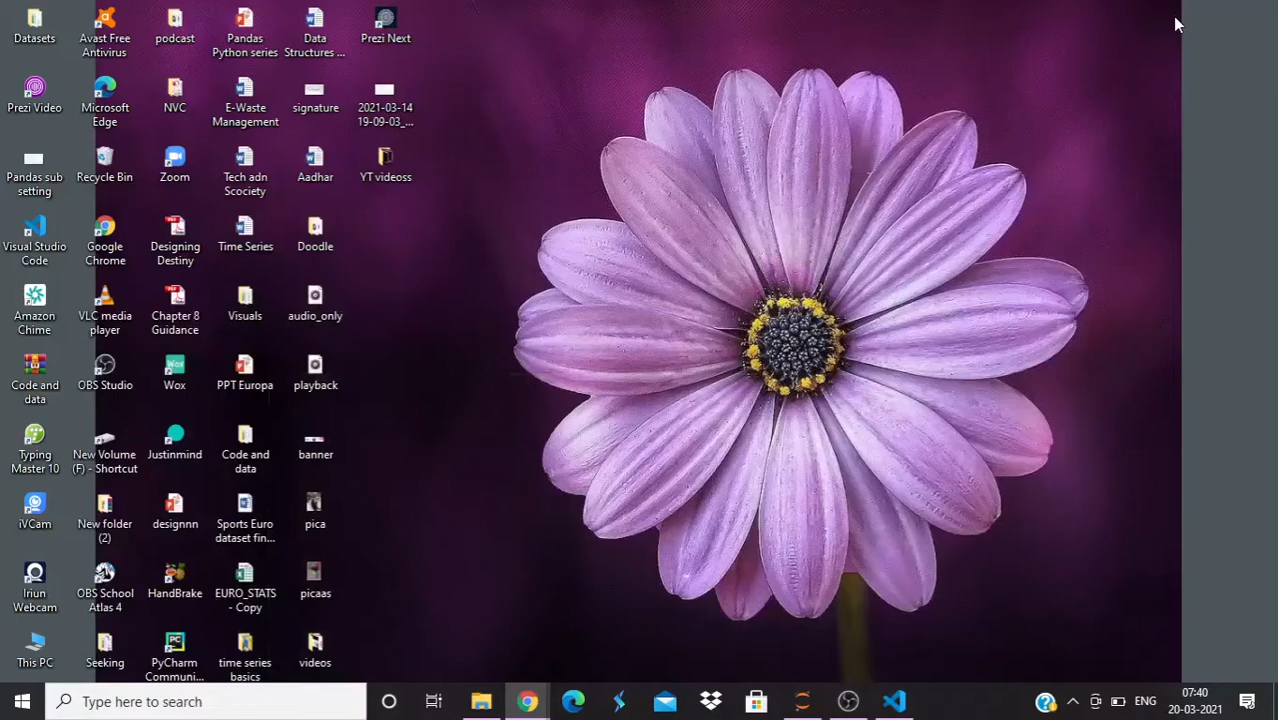 Datasets
Avast Free
Antivirus
podcast
Pandas
Python series
Data
Structures ...
Prezi Next
Prezi Video
Microsoft
Edge
NVC
E-Waste
Management
signature
2021-03-14
19-09-03_...
Pandas sub
setting
Recycle Bin
Zoom
Tech adn
Scociety
Aadhar
YT videoss
Visual Studio
Code
Google
Chrome
Designing
Destiny
Time Series
Doodle
Amazon
Chime
VLC media
player
Chapter 8
Guidance
Visuals
audio_only
Code and
data
OBS Studio
Wox
PPT Europa
playback
Typing
Master 10
New Volume
(F) - Shortcut
Justinmind
Code and
data
banner
iVCam
New folder
(2)
designnn
Sports Euro
dataset fin...
pica
Iriun
Webcam
OBS School
Atlas 4
HandBrake
EURO_STATS
- Copy
picaas
This PC
Seeking
PyCharm
Communi...
time series
basics
videos
Type here to search
ENG
07:40
20-03-2021